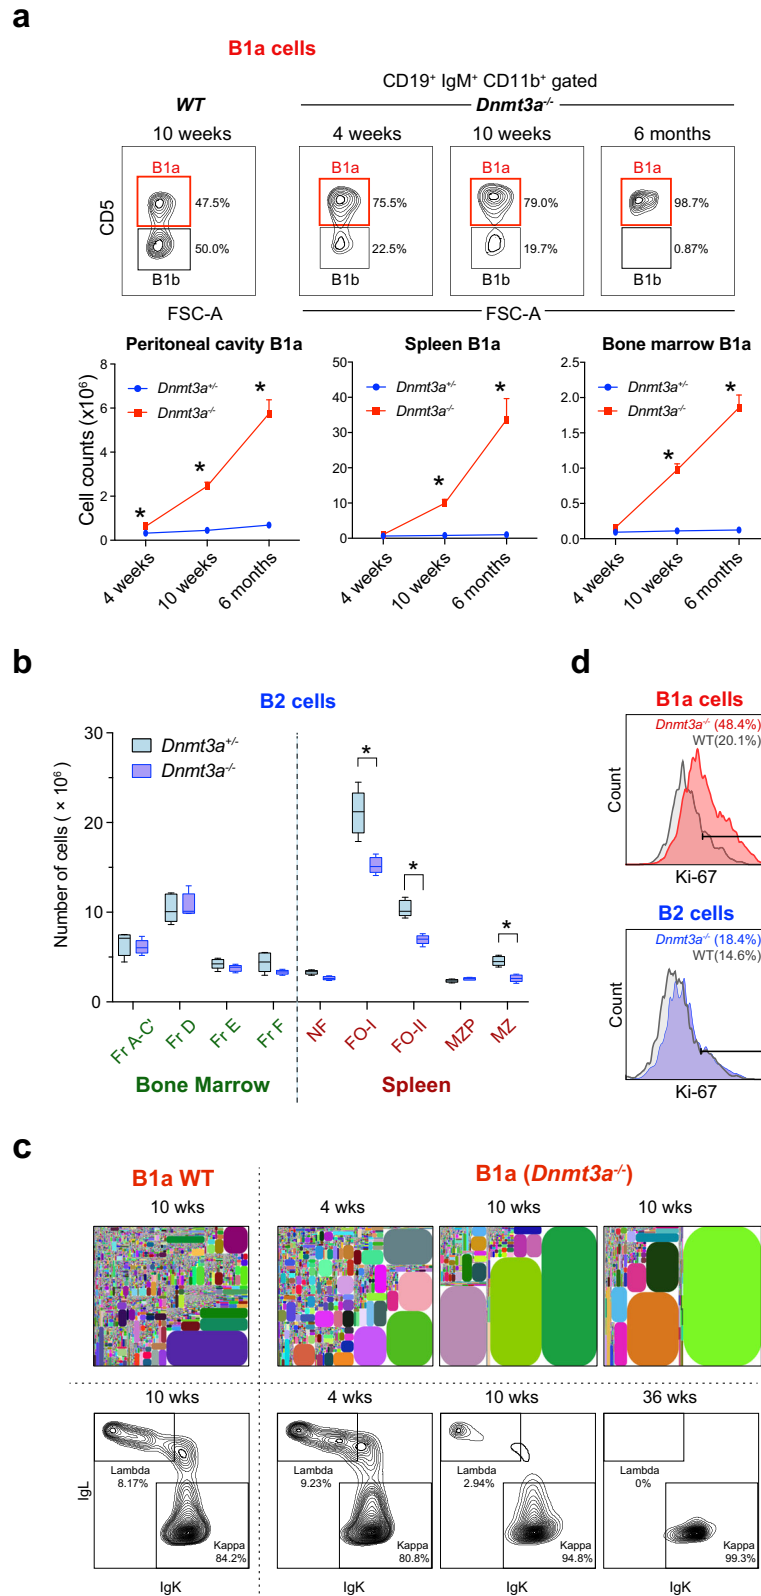 a
B1a cells
CD19⁺ IgM⁺ CD11b⁺ gated
WT
Dnmt3a⁻/⁻
10 weeks
4 weeks
10 weeks
6 months
CD5
B1a
47.5%
50.0%
B1b
B1a
75.5%
22.5%
B1b
B1a
79.0%
19.7%
B1b
B1a
98.7%
0.87%
B1b
FSC-A
FSC-A
Peritoneal cavity B1a
Cell counts (x10⁶)
8
6
4
2
0
Dnmt3a⁺/⁻
Dnmt3a⁻/⁻
*
*
*
4 weeks
10 weeks
6 months
Spleen B1a
50
40
30
20
10
0
Dnmt3a⁺/⁻
Dnmt3a⁻/⁻
*
*
4 weeks
10 weeks
6 months
Bone marrow B1a
2.5
2.0
1.5
1.0
0.5
0.0
Dnmt3a⁺/⁻
Dnmt3a⁻/⁻
*
*
4 weeks
10 weeks
6 months
b
B2 cells
Number of cells ( × 10⁶)
30
20
10
0
Dnmt3a⁺/⁻
Dnmt3a⁻/⁻
*
*
*
Fr A-C'
Fr D
Fr E
Fr F
NF
FO-I
FO-II
MZP
MZ
Bone Marrow
Spleen
d
B1a cells
Dnmt3a⁻/⁻ (48.4%)
WT(20.1%)
Count
Ki-67
B2 cells
Dnmt3a⁻/⁻ (18.4%)
WT(14.6%)
Count
Ki-67
c
B1a WT
B1a (Dnmt3a⁻/⁻)
10 wks
4 wks
10 wks
10 wks
10 wks
4 wks
10 wks
36 wks
IgL
Lambda
8.17%
Kappa
84.2%
Lambda
9.23%
Kappa
80.8%
Lambda
2.94%
Kappa
94.8%
Lambda
0%
Kappa
99.3%
IgK
IgK
IgK
IgK